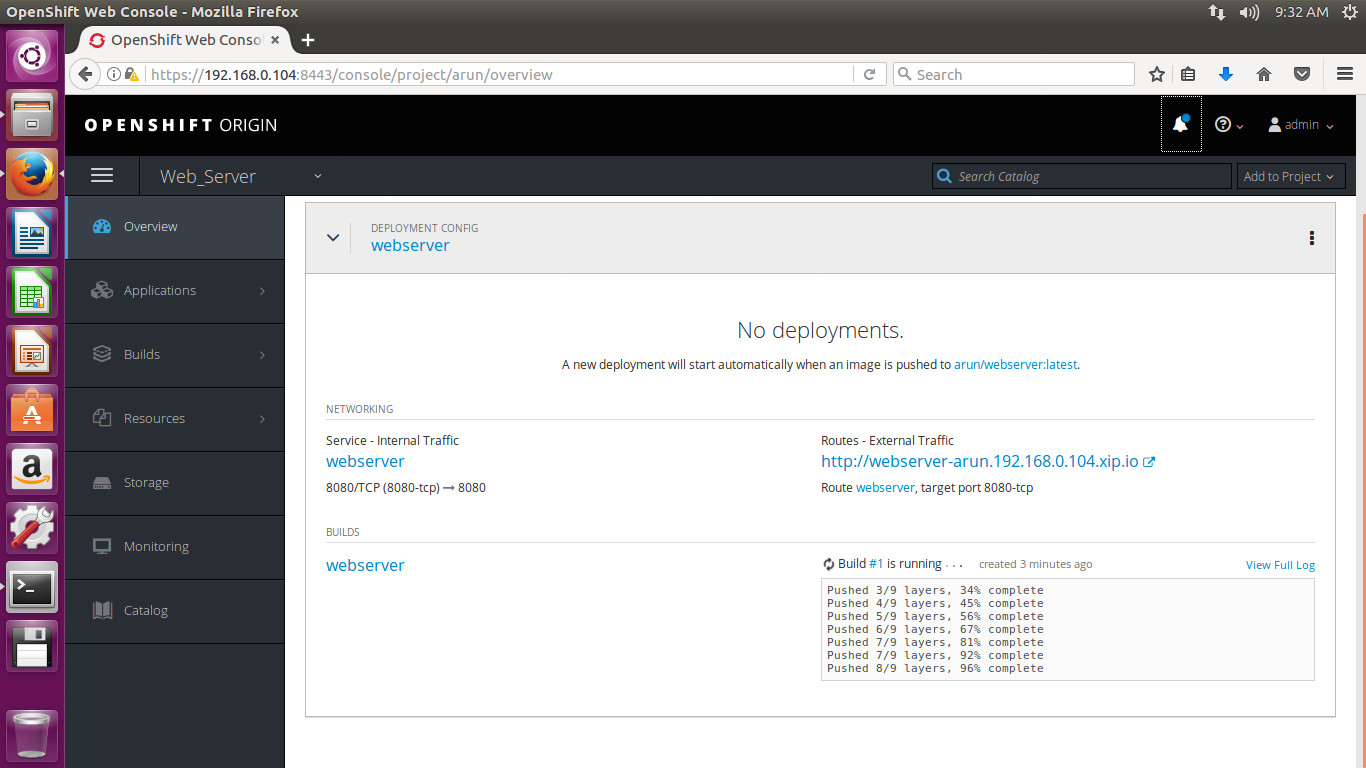 OpenShift Web Console - Mozilla Firefox
9:32 AM
OpenShift Web Conso
https://192.168.0.104:8443/console/project/arun/overview
Search
OPENSHIFT ORIGIN
admin
Web_Server
Search Catalog
Add to Project
Overview
Applications
Builds
Resources
Storage
Monitoring
Catalog
DEPLOYMENT CONFIG
webserver
No deployments.
A new deployment will start automatically when an image is pushed to arun/webserver:latest.
NETWORKING
Service - Internal Traffic
webserver
8080/TCP (8080-tcp) → 8080
Routes - External Traffic
http://webserver-arun.192.168.0.104.xip.io
Route webserver, target port 8080-tcp
BUILDS
webserver
Build #1 is running . . . created 3 minutes ago View Full Log
Pushed 3/9 layers, 34% complete
Pushed 4/9 layers, 45% complete
Pushed 5/9 layers, 56% complete
Pushed 6/9 layers, 67% complete
Pushed 7/9 layers, 81% complete
Pushed 7/9 layers, 92% complete
Pushed 8/9 layers, 96% complete